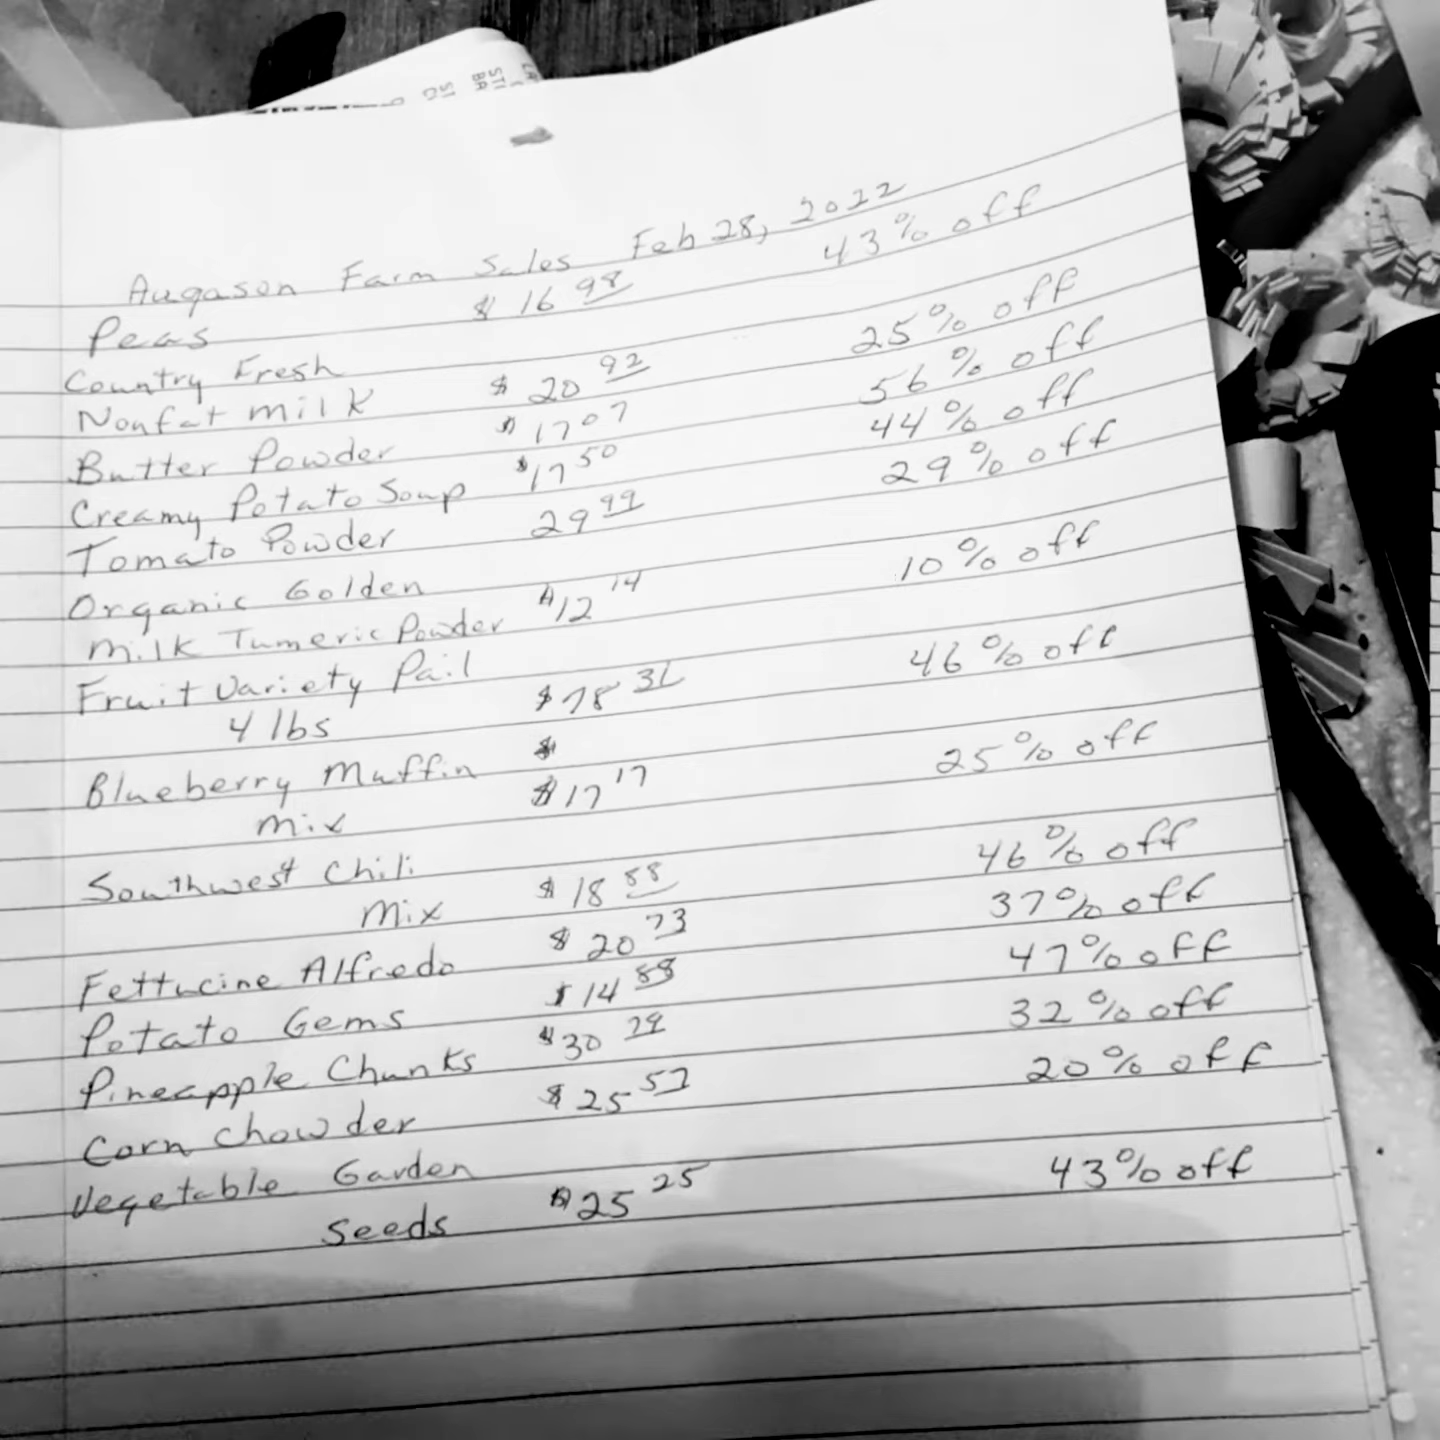 Augason Farm Sales Feb 28, 2022
Peas $ 16 98 43% off
Country Fresh
Nonfat milk $ 20 92 25% off
Butter Powder $ 17 07 56% off
Creamy Potato Soup $17 50 44% off
Tomato Powder 29 99 29% off
Organic Golden
Milk Tumeric Powder $12 14 10% off
Fruit Variety Pail
4 lbs $78 31 46% off
Blueberry Muffin $
Mix $17 17 25% off
Southwest Chili
Mix $ 18 88 46% off
Fettucine Alfredo $ 20 73 37% off
Potato Gems $ 14 88 47% off
Pineapple Chunks $30 29 32% off
Corn Chowder $ 25 57 20% off
Vegetable Garden
Seeds $25 25 43% off